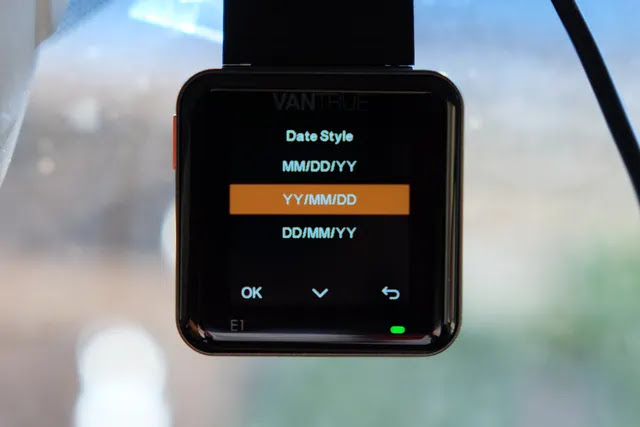 VANTRUE
Date Style
MM/DD/YY
YY/MM/DD
DD/MM/YY
OK
E1